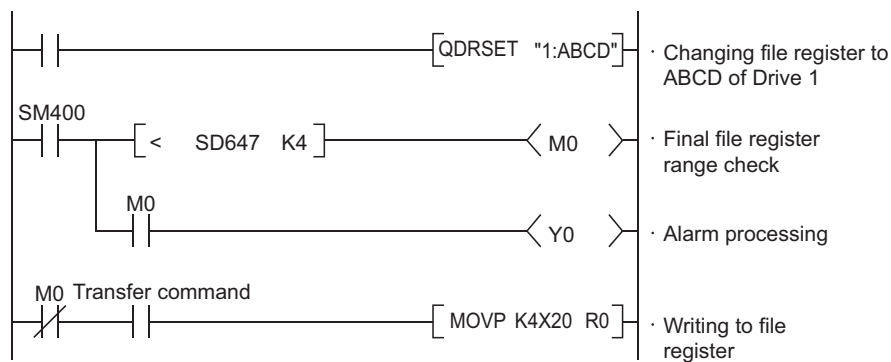 QDRSET "1:ABCD"
· Changing file register to
ABCD of Drive 1
SM400
< SD647 K4
M0
· Final file register
range check
M0
Y0
· Alarm processing
M0 Transfer command
MOVP K4X20 R0
· Writing to file
register